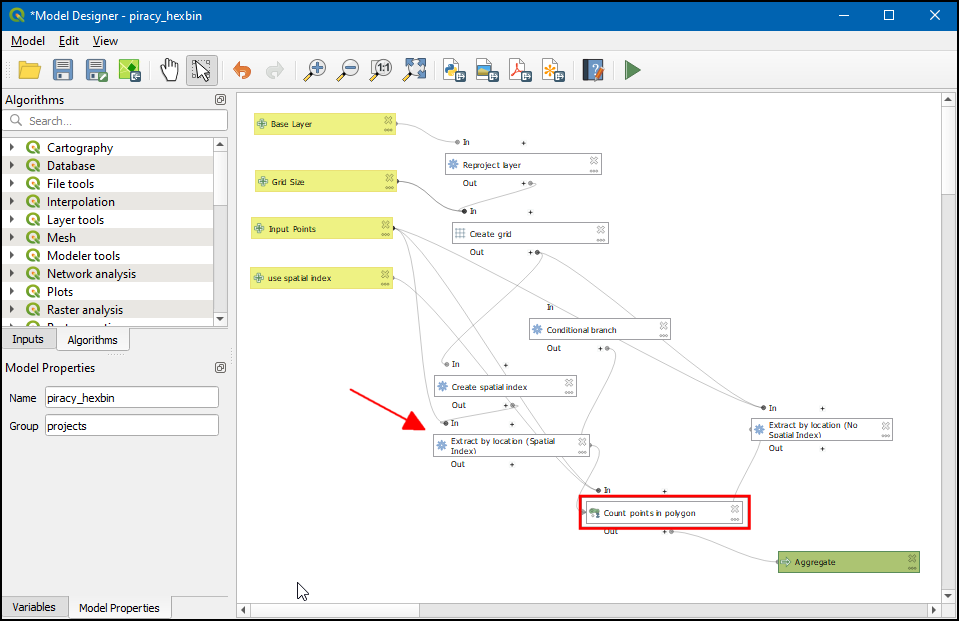 *Model Designer - piracy_hexbin
Model Edit View
1:1
Algorithms
Search...
Cartography
Database
File tools
Interpolation
Layer tools
Mesh
Modeler tools
Network analysis
Plots
Raster analysis
Inputs Algorithms
Model Properties
Name piracy_hexbin
Group projects
Variables Model Properties
Base Layer
In +
Reproject layer
Out +
Grid Size
In +
Create grid
Out +
Input Points
use spatial index
In
Conditional branch
Out +
In +
Create spatial index
Out +
In +
Extract by location (Spatial
Index)
Out +
In +
Extract by location (No
Spatial Index)
Out +
In +
Count points in polygon
Out +
Aggregate